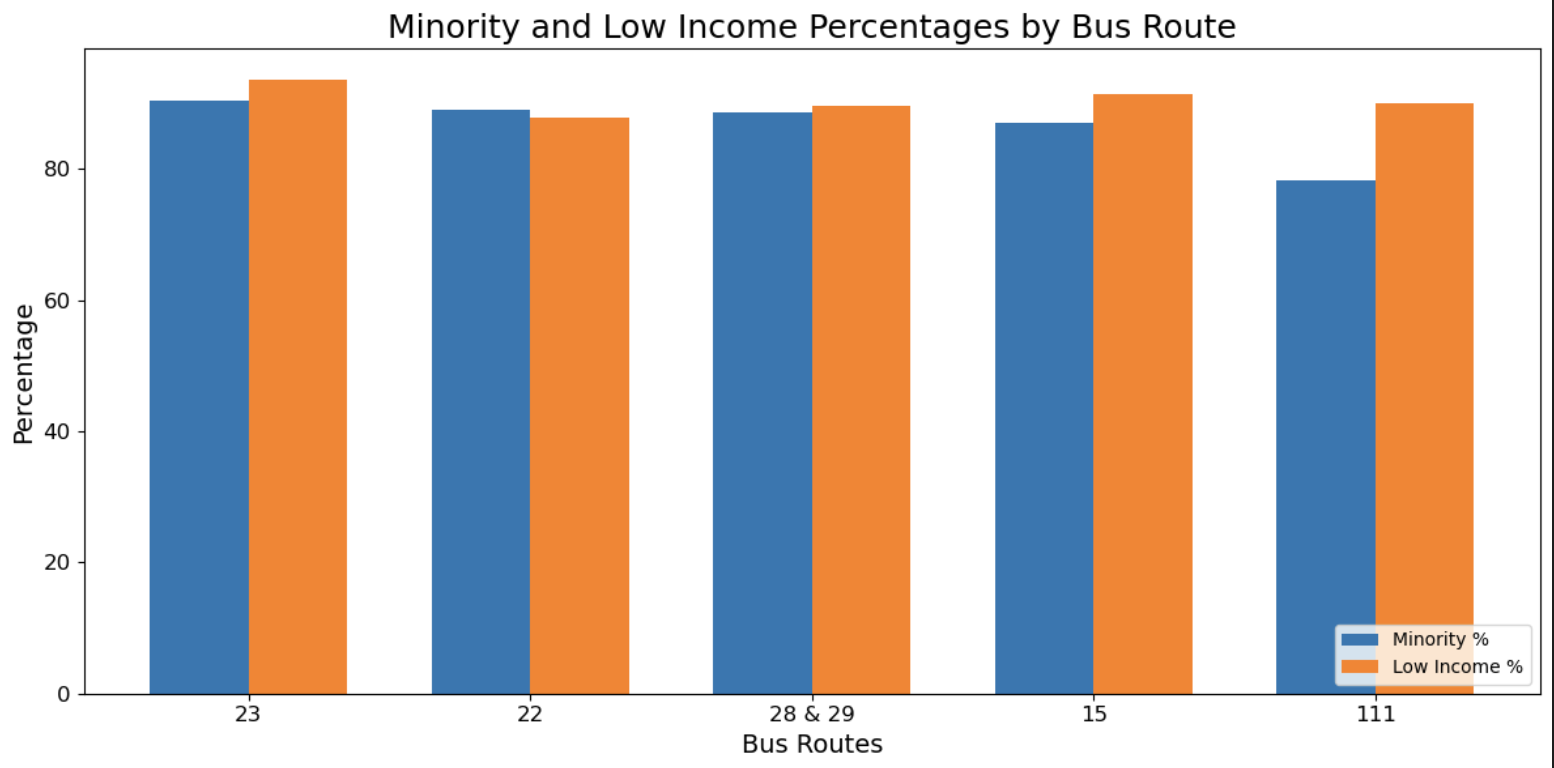 Minority and Low Income Percentages by Bus Route
Percentage
80
60
40
20
0
23 22 28 & 29 15 111
Bus Routes
Minority %
Low Income %